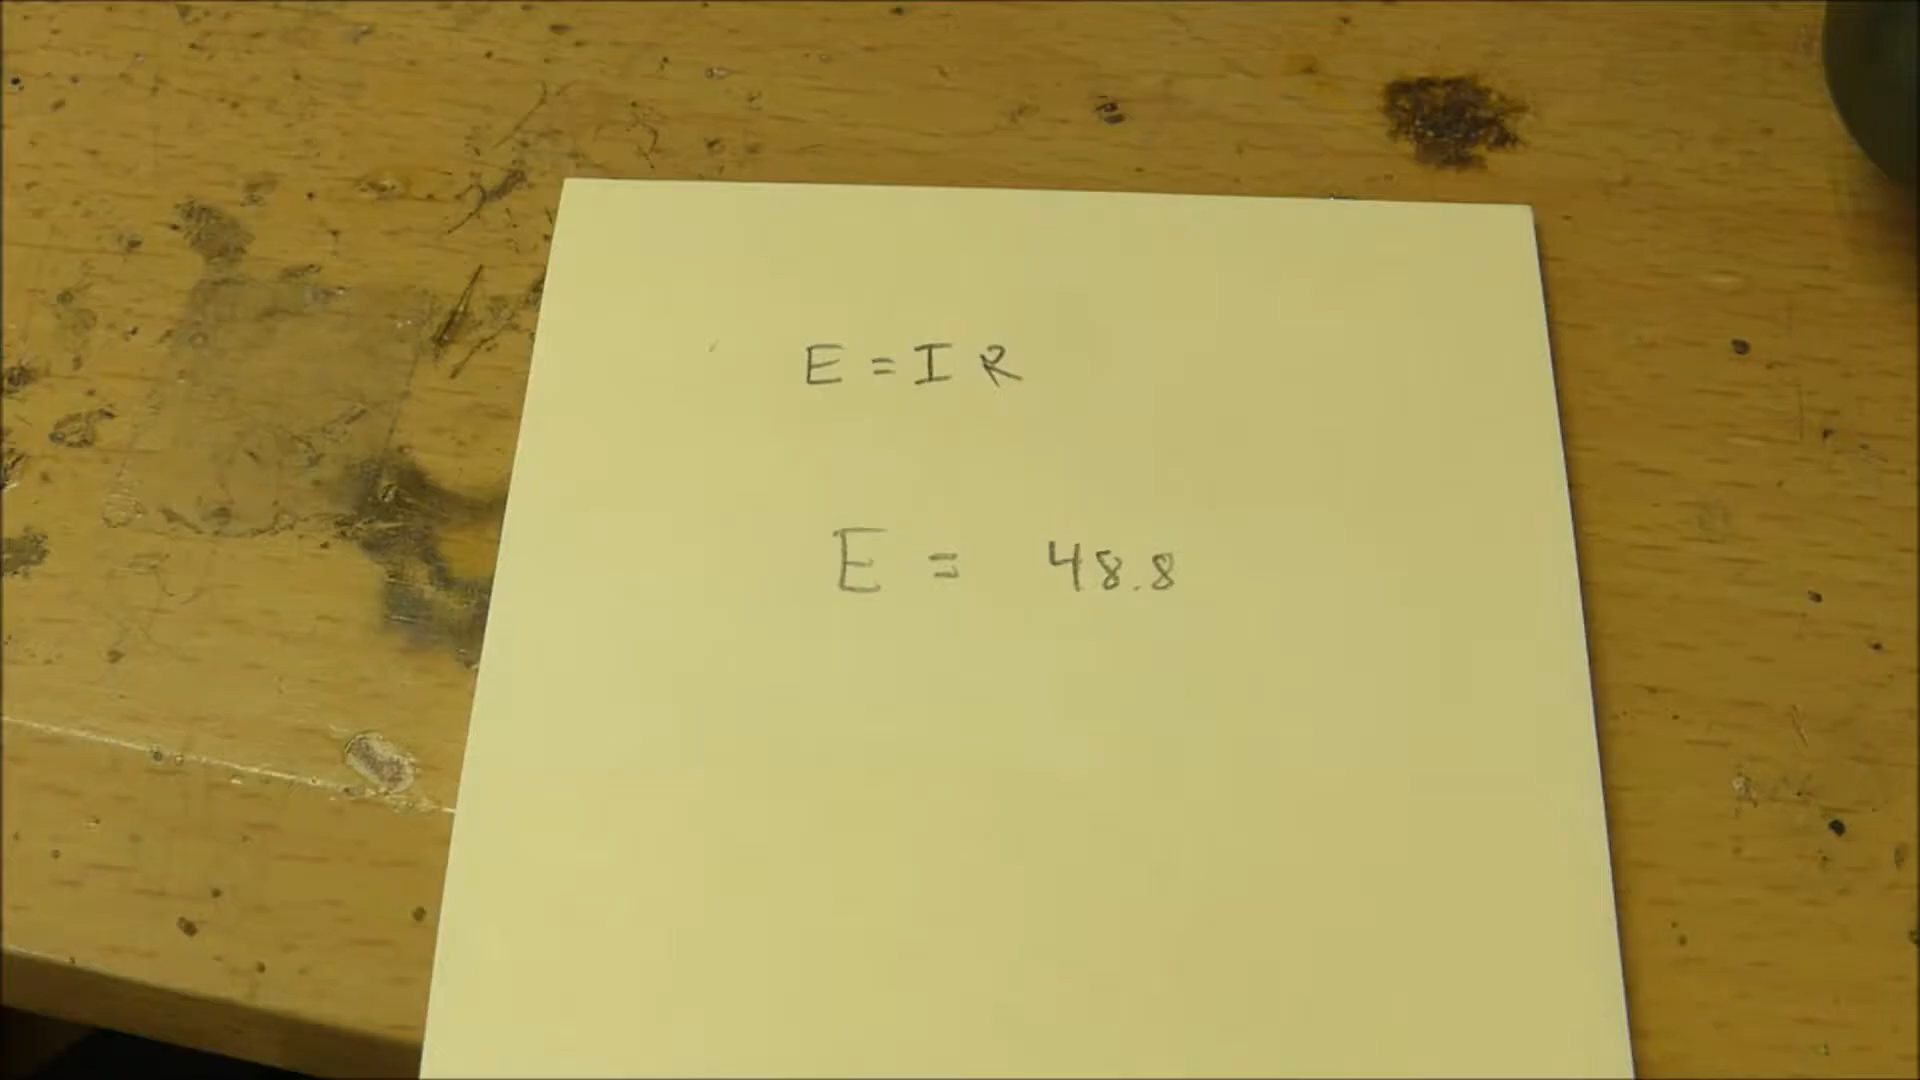 E = I R
E = 48.8